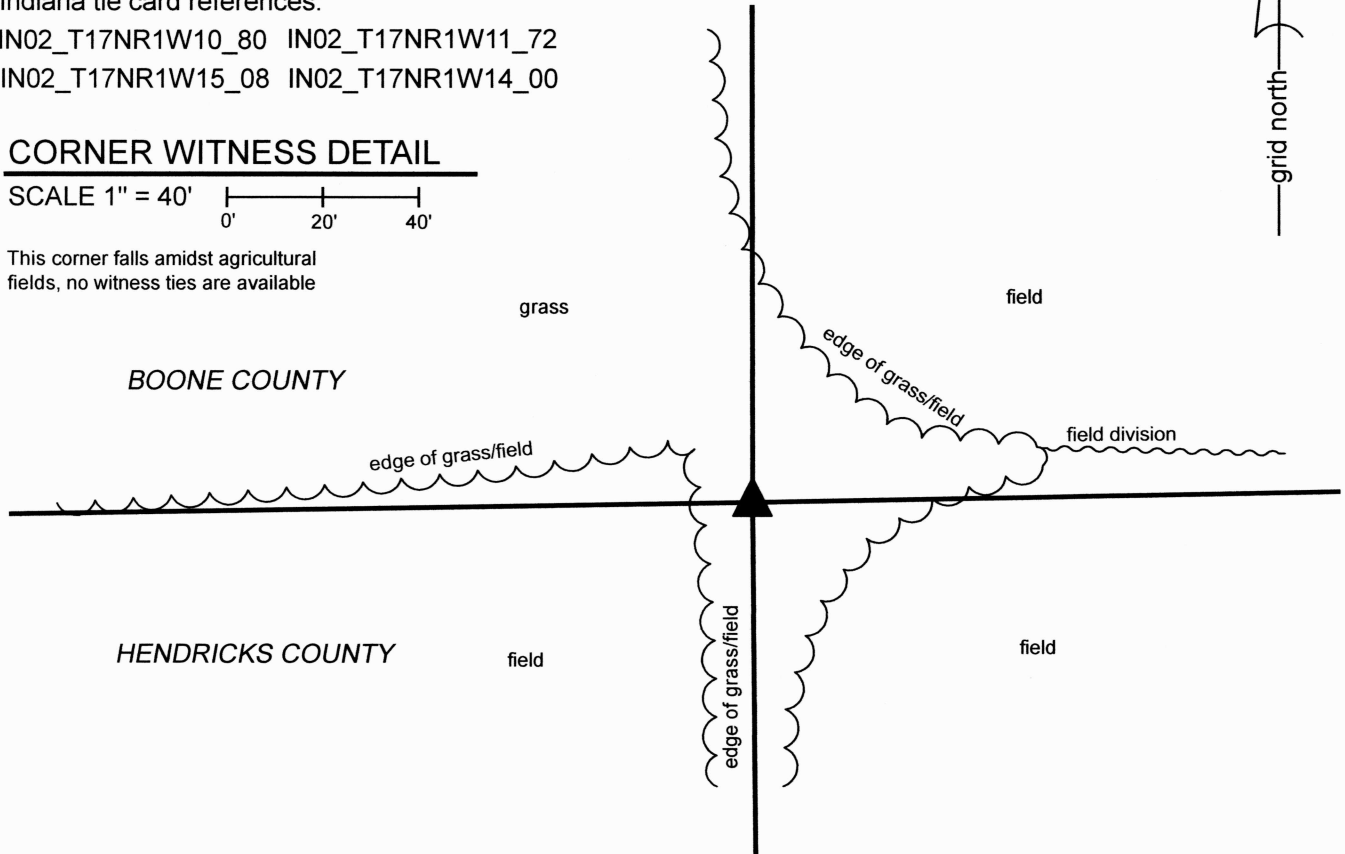 Indiana tie card references:
IN02_T17NR1W10_80 IN02_T17NR1W11_72
IN02_T17NR1W15_08 IN02_T17NR1W14_00
CORNER WITNESS DETAIL
SCALE 1" = 40'
0' 20' 40'
This corner falls amidst agricultural
fields, no witness ties are available
grid north
grass
field
edge of grass/field
BOONE COUNTY
field division
edge of grass/field
HENDRICKS COUNTY
field
edge of grass/field
field